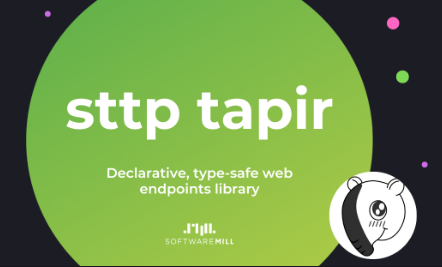 sttp tapir
Declarative, type-safe web
endpoints library
SOFTWAREMILL